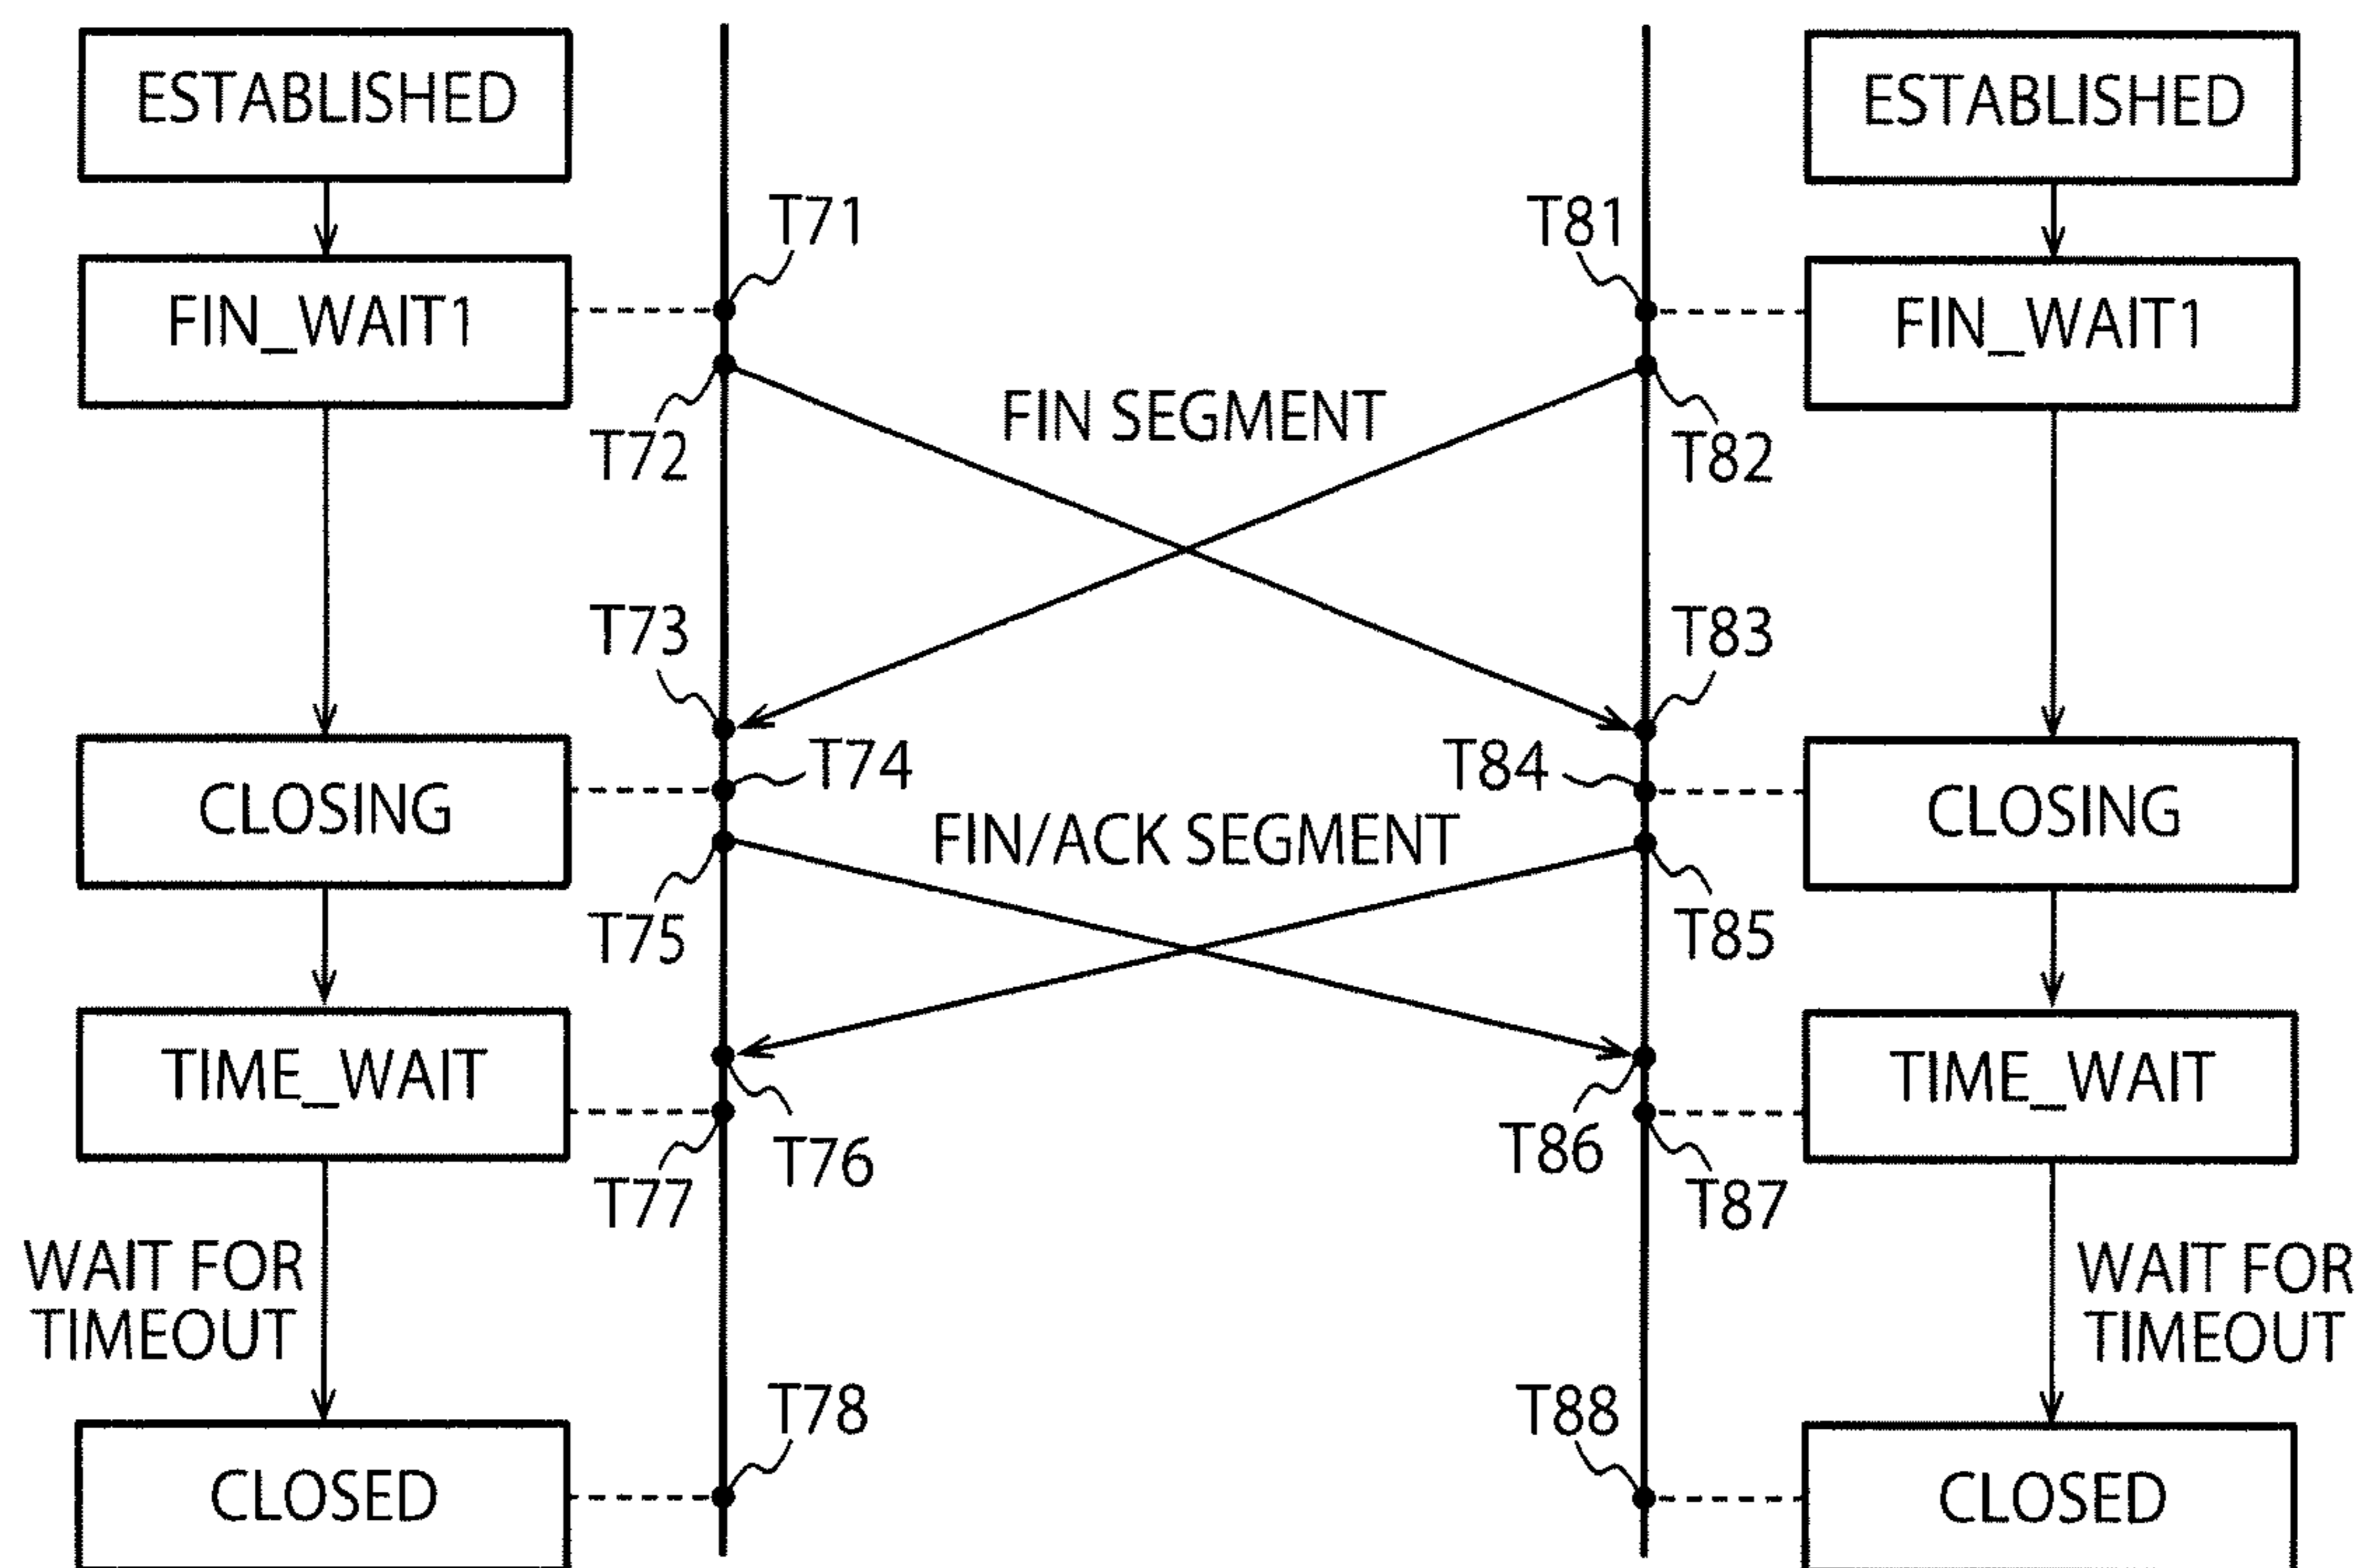 ESTABLISHED
ESTABLISHED
T71
T81
FIN_WAIT1
FIN_WAIT1
FIN SEGMENT
T72
T82
T73
T83
T74
T84
CLOSING
CLOSING
FIN/ACK SEGMENT
T75
T85
TIME_WAIT
TIME_WAIT
T76
T86
T77
T87
WAIT FOR
TIMEOUT
WAIT FOR
TIMEOUT
T78
T88
CLOSED
CLOSED